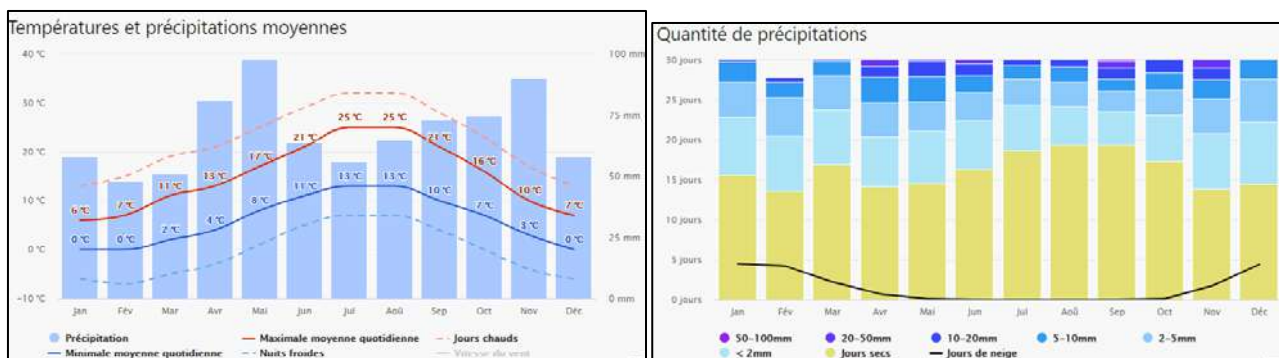 Températures et précipitations moyennes
40 °C
100 mm
30 °C
75 mm
20 °C
50 mm
10 °C
25 mm
0 °C
-10 °C
0 mm
6 °C
7 °C
11 °C
13 °C
17 °C
21 °C
25 °C
25 °C
21 °C
16 °C
10 °C
7 °C
0 °C
0 °C
2 °C
4 °C
8 °C
11 °C
13 °C
13 °C
10 °C
7 °C
3 °C
0 °C
Jan Fév Mar Avr Mai Jun Jul Aoû Sep Oct Nov Déc
Précipitation Maximale moyenne quotidienne Jours chauds
Minimale moyenne quotidienne Nuits froides Vitesse du vent
Quantité de précipitations
30 jours
25 jours
20 jours
15 jours
10 jours
5 jours
0 jours
Jan Fév Mar Avr Mai Jun Jul Aoû Sep Oct Nov Déc
50-100mm 20-50mm 10-20mm 5-10mm 2-5mm
< 2mm Jours secs Jours de neige